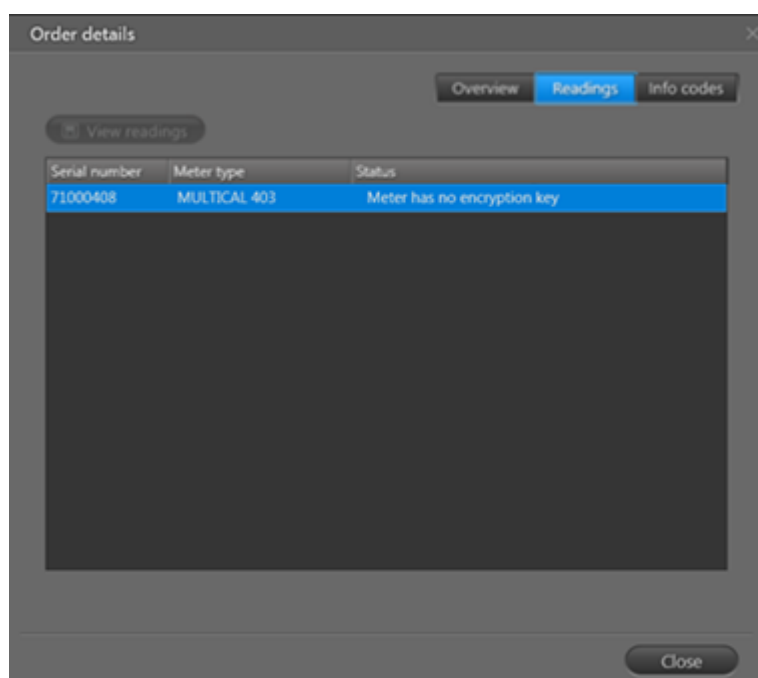 Order details
Overview Readings Info codes
View readings
Serial number Meter type Status
71000408 MULTICAL 403 Meter has no encryption key
Close